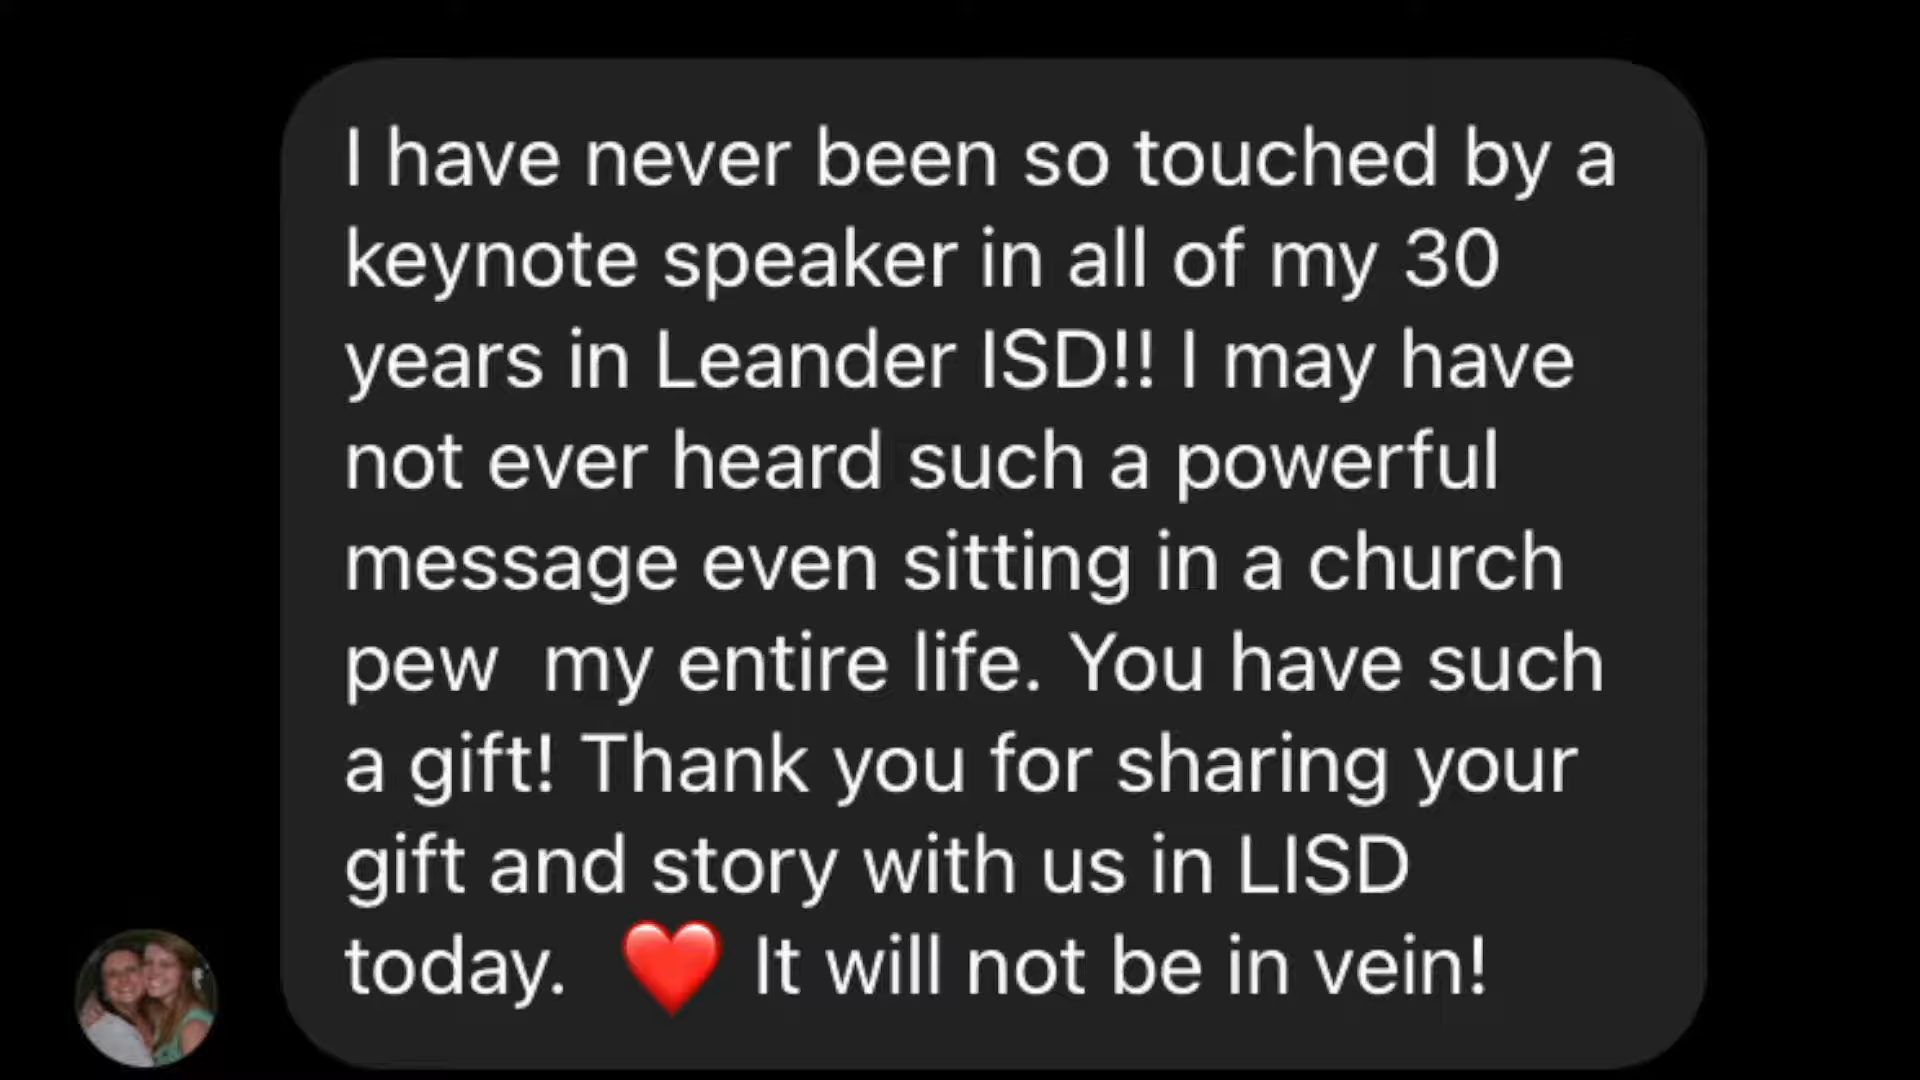 I have never been so touched by a
keynote speaker in all of my 30
years in Leander ISD!! I may have
not ever heard such a powerful
message even sitting in a church
pew  my entire life. You have such
a gift! Thank you for sharing your
gift and story with us in LISD
today.  ❤️ It will not be in vein!